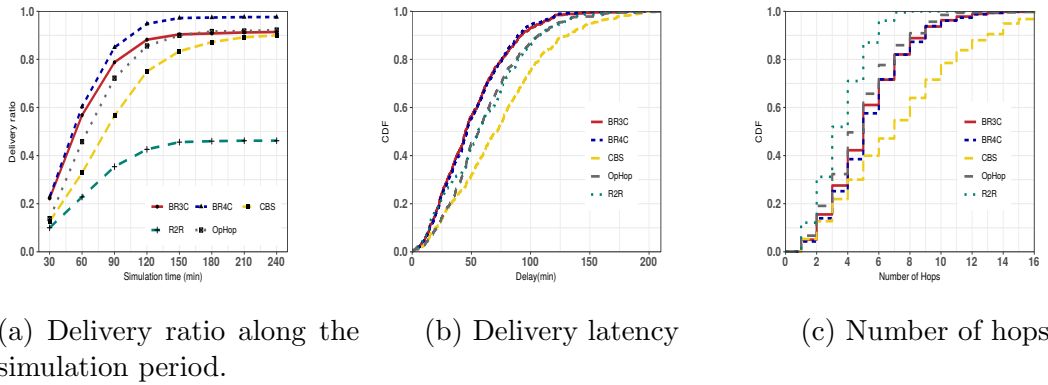 1.0
0.8
0.6
0.4
0.2
0.0
Delivery ratio
BR3C BR4C CBS
R2R OpHop
30 60 90 120 150 180 210 240
Simulation time (min)
1.0
0.8
0.6
0.4
0.2
0.0
CDF
BR3C
BR4C
CBS
OpHop
R2R
0 50 100 150 200
Delay(min)
1.0
0.8
0.6
0.4
0.2
0.0
CDF
BR3C
BR4C
CBS
OpHop
R2R
0 2 4 6 8 10 12 14 16
Number of Hops
(a) Delivery ratio along the
simulation period.
(b) Delivery latency
(c) Number of hops